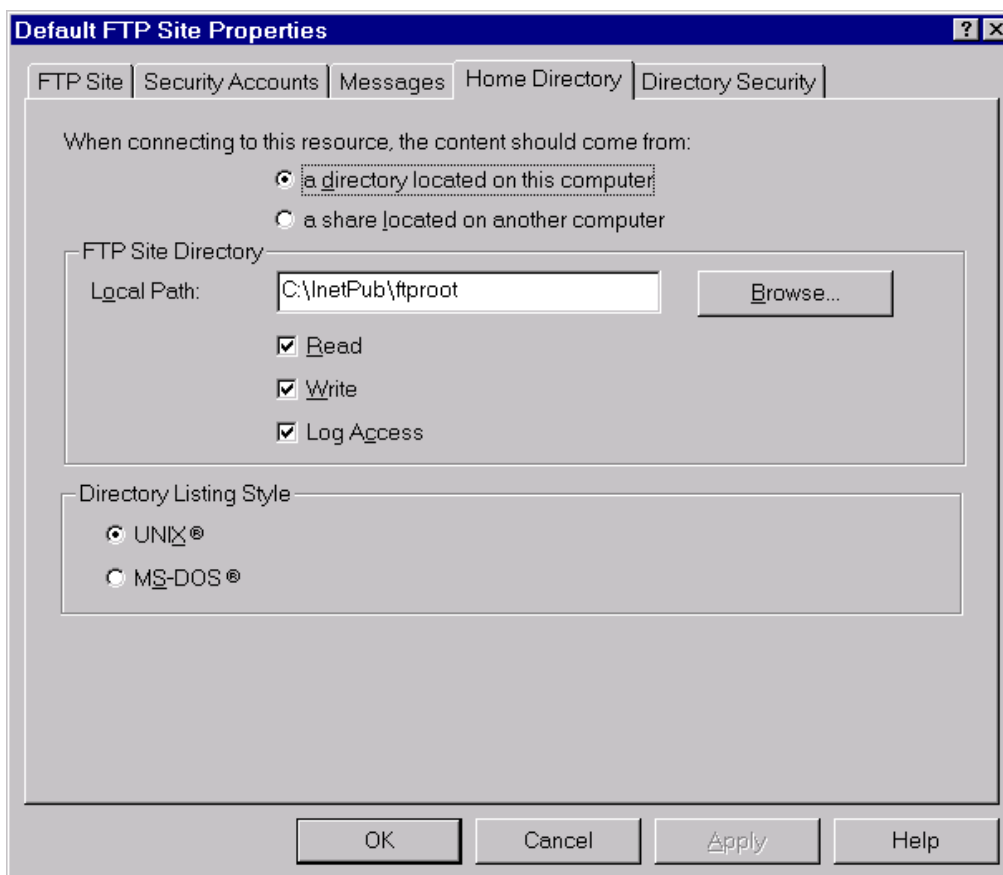 Default FTP Site Properties
FTP Site Security Accounts Messages Home Directory Directory Security
When connecting to this resource, the content should come from:
a directory located on this computer
a share located on another computer
FTP Site Directory
Local Path: C:\InetPub\ftproot Browse...
Read
Write
Log Access
Directory Listing Style
UNIX®
MS-DOS®
OK Cancel Apply Help